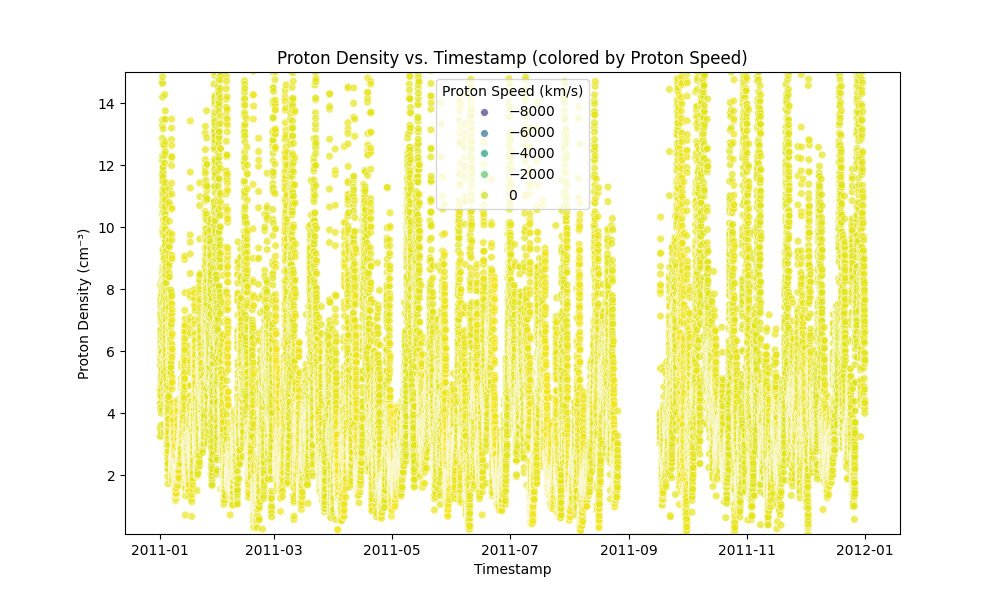 Proton Density vs. Timestamp (colored by Proton Speed)
Proton Speed (km/s)
−8000
−6000
−4000
−2000
0
14
12
10
8
6
4
2
Proton Density (cm⁻³)
2011-01 2011-03 2011-05 2011-07 2011-09 2011-11 2012-01
Timestamp